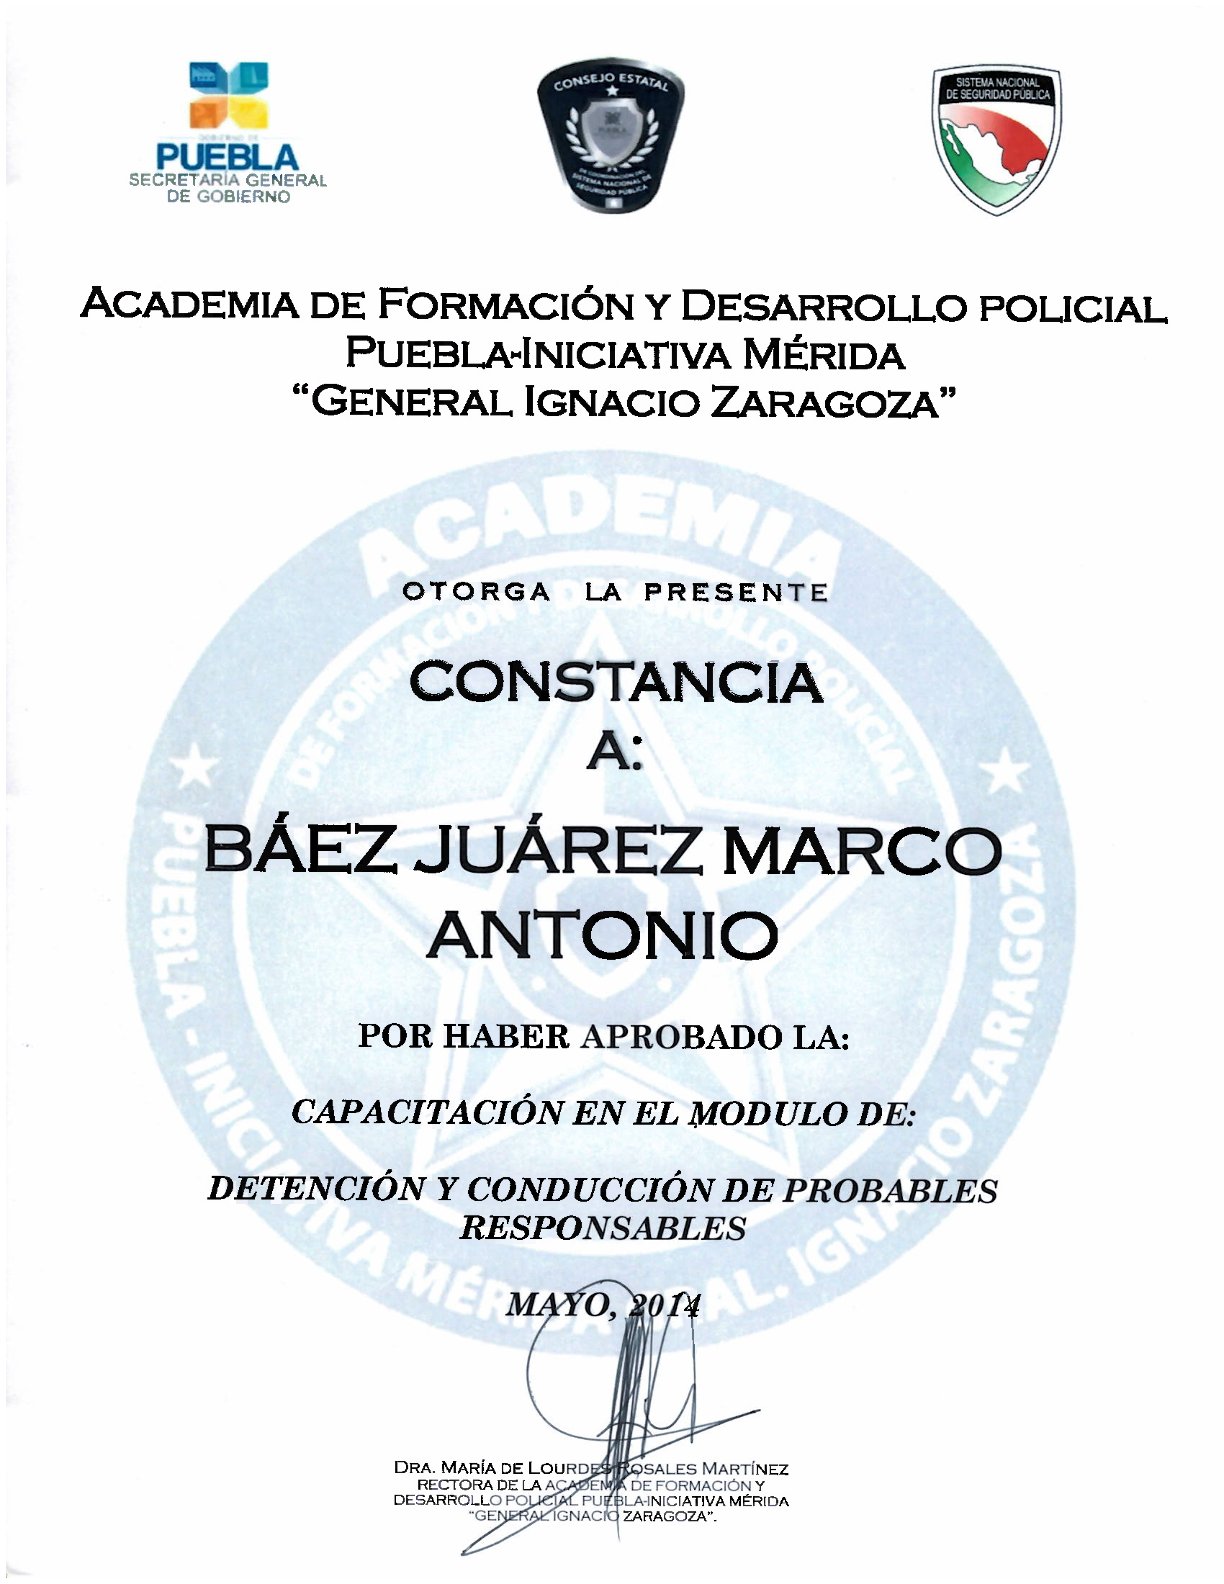 GOBIERNO DE
PUEBLA
SECRETARÍA GENERAL
DE GOBIERNO
CONSEJO ESTATAL
PUEBLA
DE COORDINACIÓN DEL
SISTEMA NACIONAL DE
SEGURIDAD PÚBLICA
SISTEMA NACIONAL
DE SEGURIDAD PÚBLICA
ACADEMIA DE FORMACIÓN Y DESARROLLO POLICIAL
PUEBLA-INICIATIVA MÉRIDA
“GENERAL IGNACIO ZARAGOZA”
ACADEMIA
DE FORMACIÓN Y DESARROLLO POLICIAL
PUEBLA - INICIATIVA MÉRIDA GRAL. IGNACIO ZARAGOZA
OTORGA LA PRESENTE
CONSTANCIA
A:
BÁEZ JUÁREZ MARCO
ANTONIO
POR HABER APROBADO LA:
CAPACITACIÓN EN EL MODULO DE:
DETENCIÓN Y CONDUCCIÓN DE PROBABLES
RESPONSABLES
MAYO, 2014
DRA. MARÍA DE LOURDES ROSALES MARTÍNEZ
RECTORA DE LA ACADEMIA DE FORMACIÓN Y
DESARROLLO POLICIAL PUEBLA-INICIATIVA MÉRIDA
“GENERAL IGNACIO ZARAGOZA”.